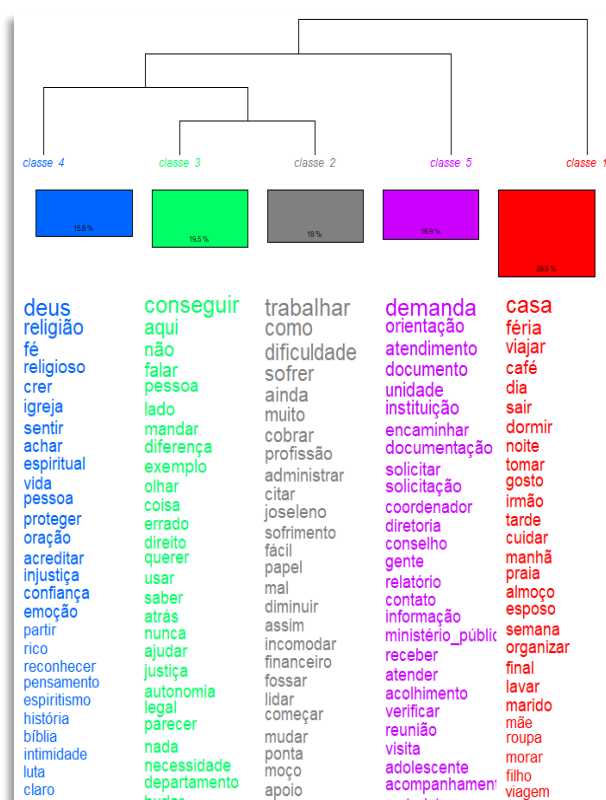 classe 4
classe 3
classe 2
classe 5
classe 1
15.8 %
19.5 %
18 %
deus
religião
fé
religioso
crer
igreja
sentir
achar
espiritual
vida
pessoa
proteger
oração
acreditar
injustiça
confiança
emoção
partir
rico
reconhecer
pensamento
espiritismo
história
bíblia
intimidade
luta
claro
conseguir
aqui
não
falar
pessoa
lado
mandar
diferença
exemplo
olhar
coisa
errado
direito
querer
usar
saber
atrás
nunca
ajudar
justiça
autonomia
legal
parecer
nada
necessidade
departamento
trabalhar
como
dificuldade
sofrer
ainda
muito
cobrar
profissão
administrar
citar
joseleno
sofrimento
fácil
papel
mal
diminuir
assim
incomodar
financeiro
fossar
lidar
começar
mudar
ponta
moço
apoio
demanda
orientação
atendimento
documento
unidade
instituição
encaminhar
documentação
solicitar
solicitação
coordenador
diretoria
conselho
gente
relatório
contato
informação
ministério_públic
receber
atender
acolhimento
verificar
reunião
visita
adolescente
acompanhament
casa
féria
viajar
café
dia
sair
dormir
noite
tomar
gosto
irmão
tarde
cuidar
manhã
praia
almoço
esposo
semana
organizar
final
lavar
marido
mãe
roupa
morar
filho
viagem